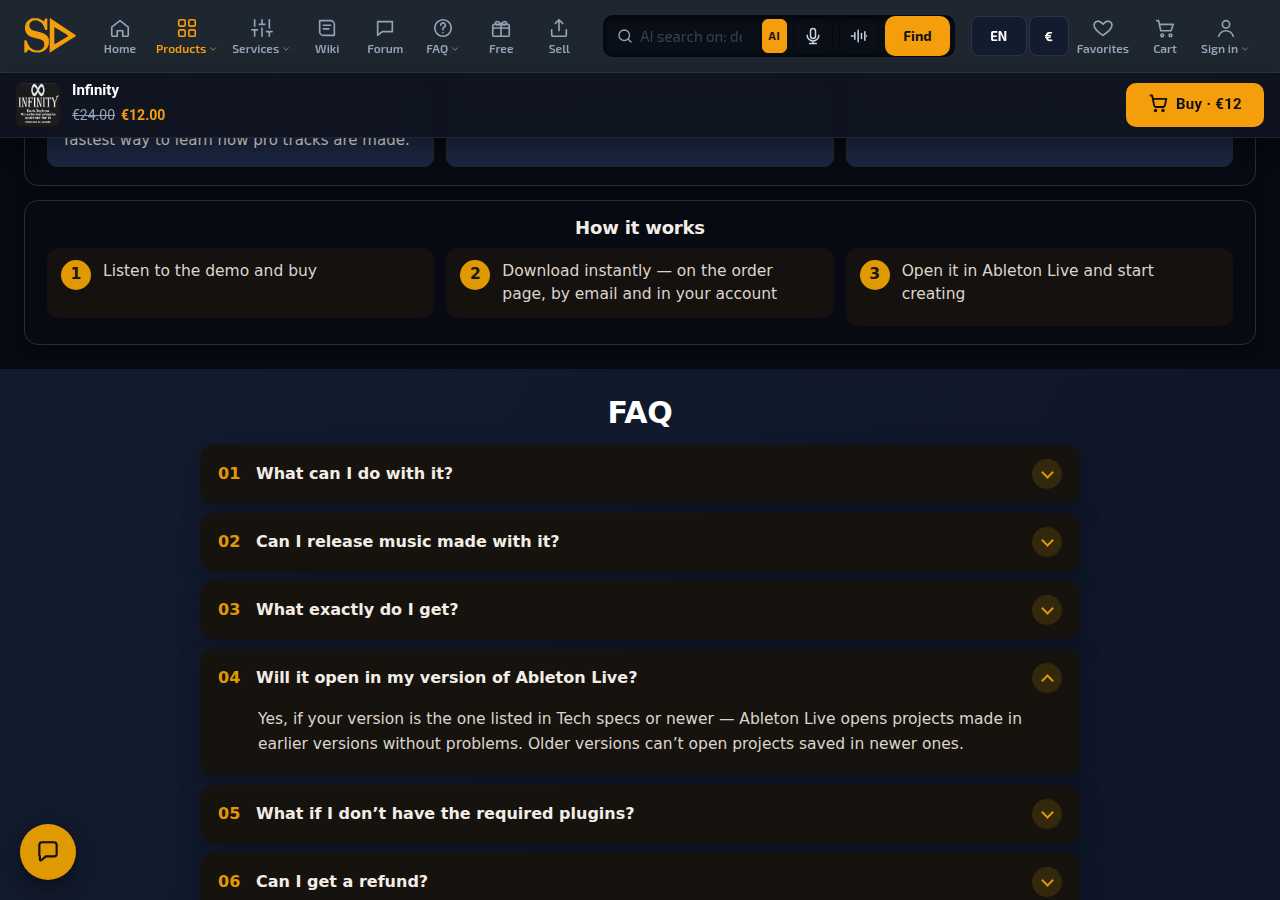 Home
Products
Services
Wiki
Forum
FAQ
Free
Sell
AI search on: de
AI
Find
EN
€
Favorites
Cart
Sign in
INFINITY
Infinity
€24.00 €12.00
Buy · €12
fastest way to learn how pro tracks are made.
How it works
1 Listen to the demo and buy
2 Download instantly — on the order
page, by email and in your account
3 Open it in Ableton Live and start
creating
FAQ
01 What can I do with it?
02 Can I release music made with it?
03 What exactly do I get?
04 Will it open in my version of Ableton Live?
Yes, if your version is the one listed in Tech specs or newer — Ableton Live opens projects made in
earlier versions without problems. Older versions can’t open projects saved in newer ones.
05 What if I don’t have the required plugins?
06 Can I get a refund?